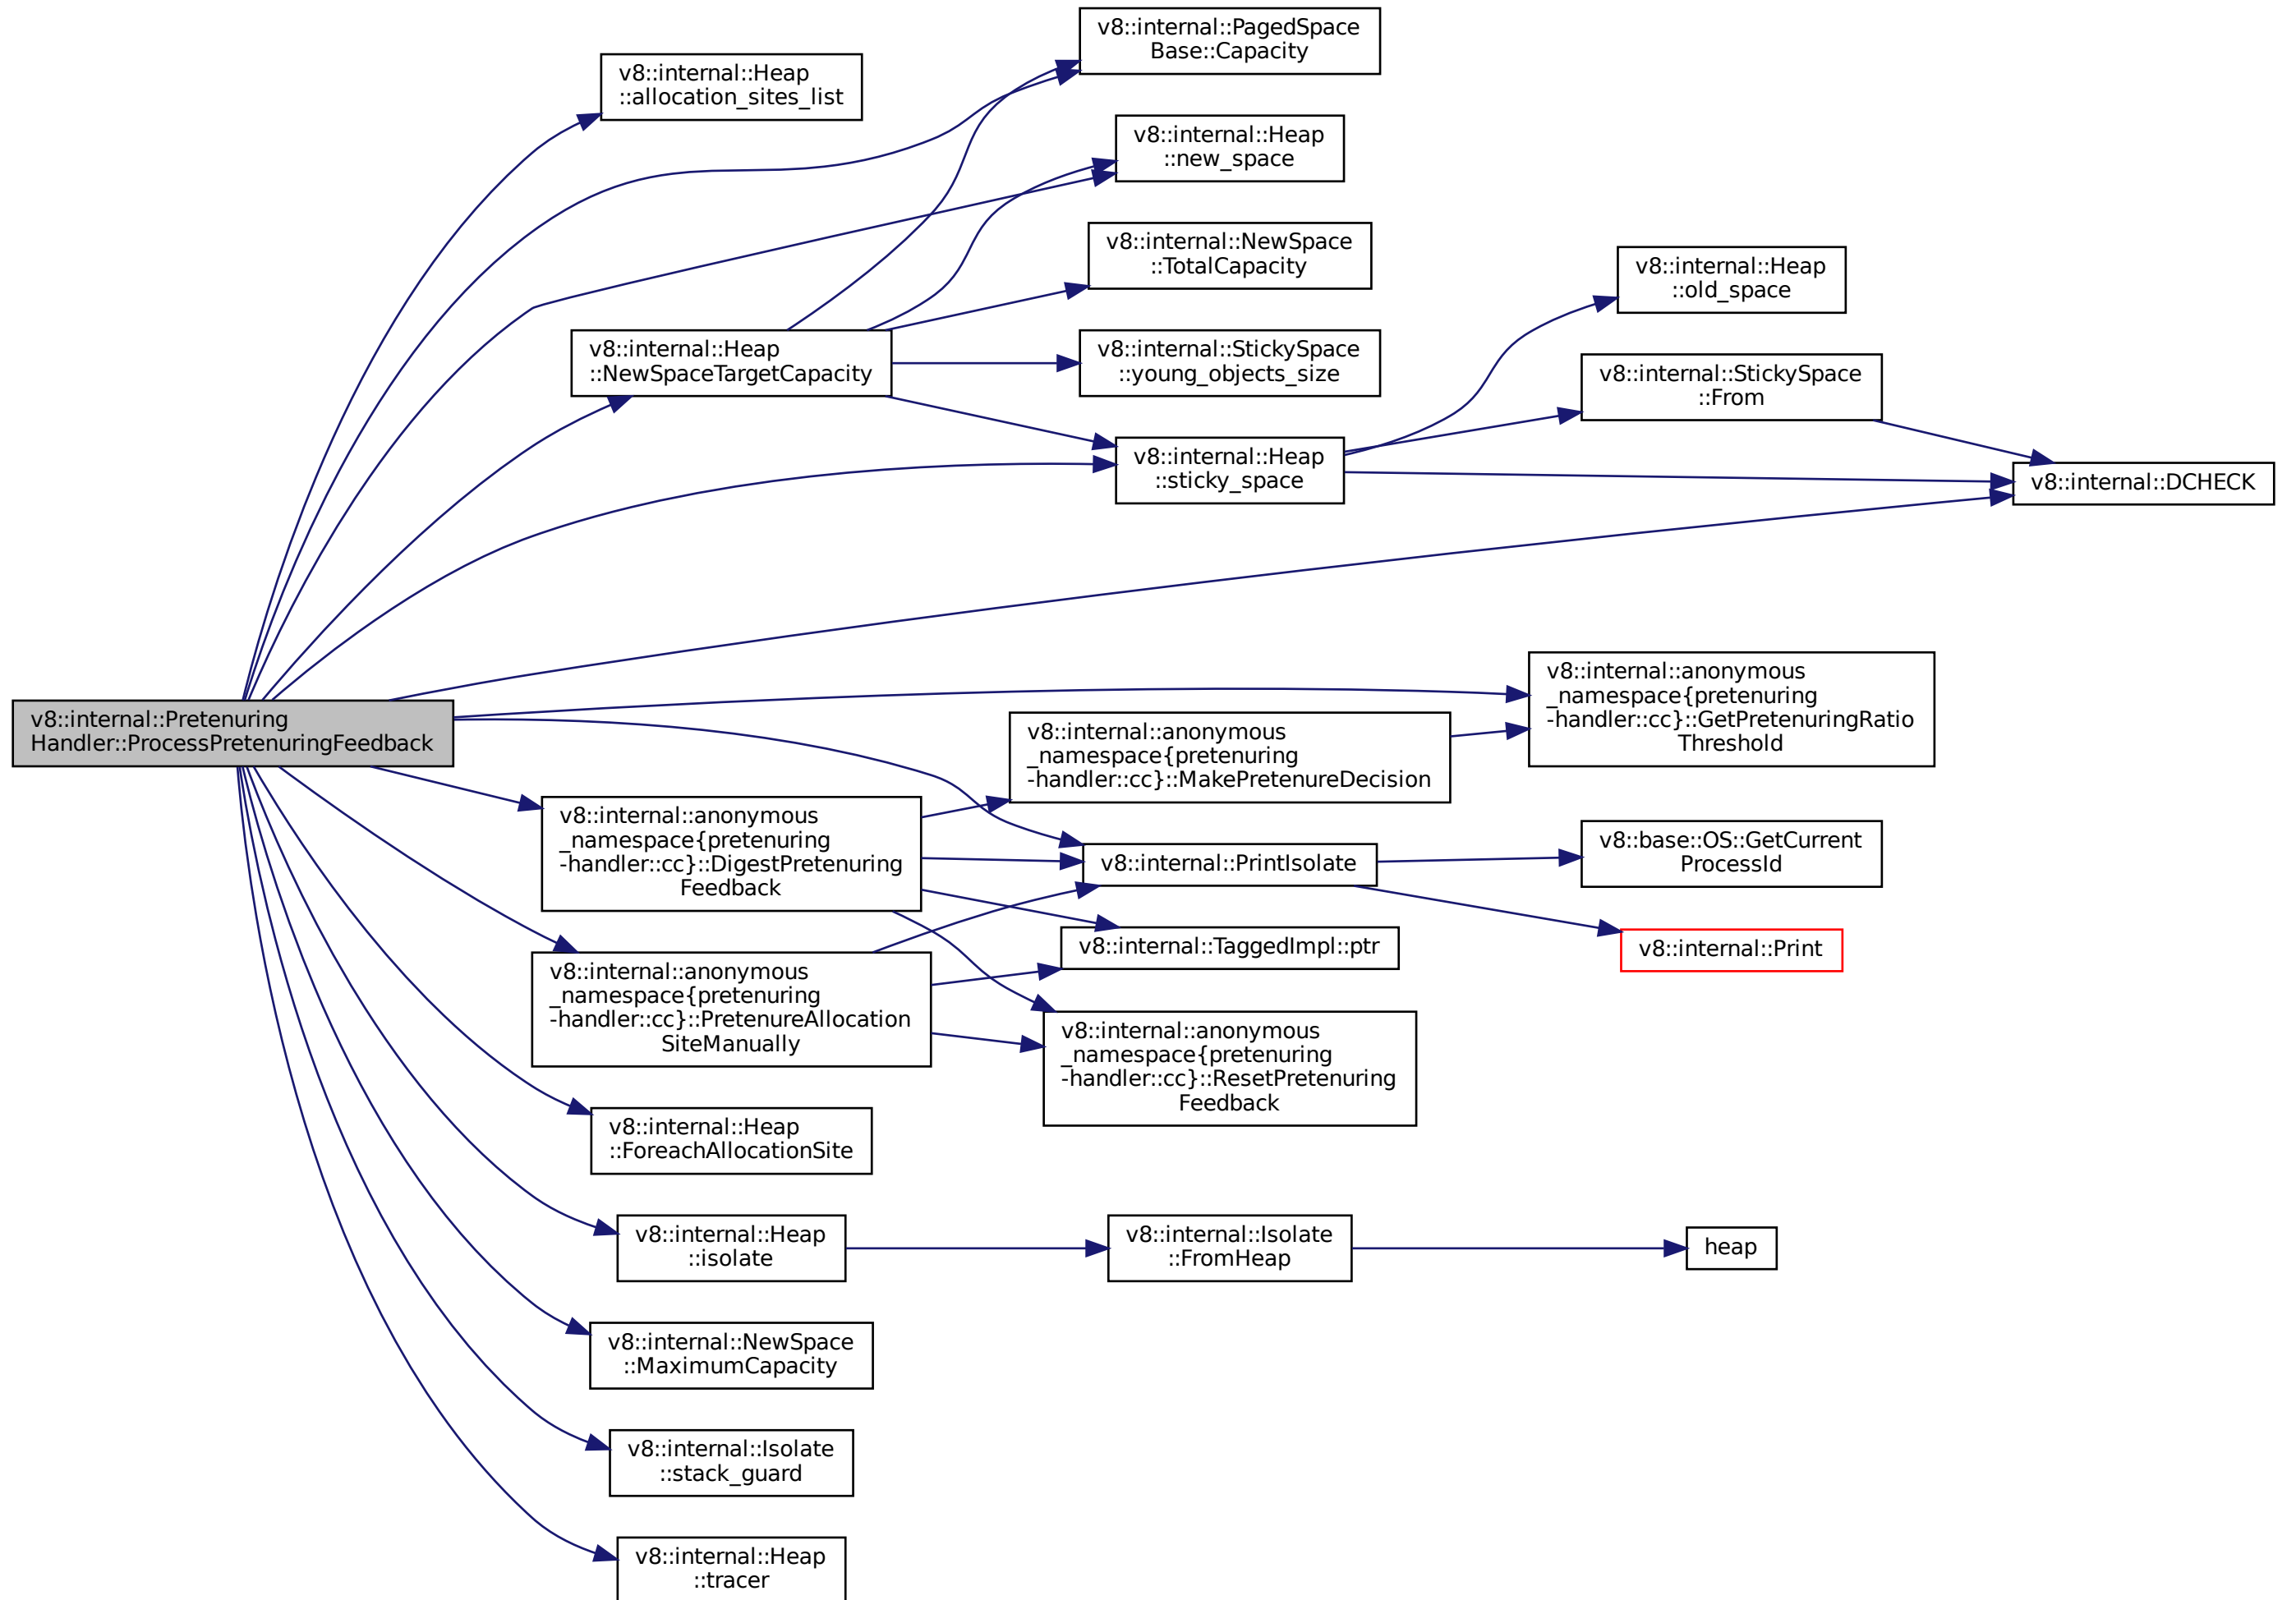 v8::internal::PagedSpace
Base::Capacity
v8::internal::Heap
::allocation_sites_list
v8::internal::Heap
::new_space
v8::internal::NewSpace
::TotalCapacity
v8::internal::Heap
::old_space
v8::internal::Heap
::NewSpaceTargetCapacity
v8::internal::StickySpace
::young_objects_size
v8::internal::StickySpace
::From
v8::internal::Heap
::sticky_space
v8::internal::DCHECK
v8::internal::anonymous
_namespace{pretenuring
-handler::cc}::GetPretenuringRatio
Threshold
v8::internal::Pretenuring
Handler::ProcessPretenuringFeedback
v8::internal::anonymous
_namespace{pretenuring
-handler::cc}::MakePretenureDecision
v8::internal::anonymous
_namespace{pretenuring
-handler::cc}::DigestPretenuring
Feedback
v8::internal::PrintIsolate
v8::base::OS::GetCurrent
ProcessId
v8::internal::TaggedImpl::ptr
v8::internal::Print
v8::internal::anonymous
_namespace{pretenuring
-handler::cc}::PretenureAllocation
SiteManually
v8::internal::anonymous
_namespace{pretenuring
-handler::cc}::ResetPretenuring
Feedback
v8::internal::Heap
::ForeachAllocationSite
v8::internal::Heap
::isolate
v8::internal::Isolate
::FromHeap
heap
v8::internal::NewSpace
::MaximumCapacity
v8::internal::Isolate
::stack_guard
v8::internal::Heap
::tracer